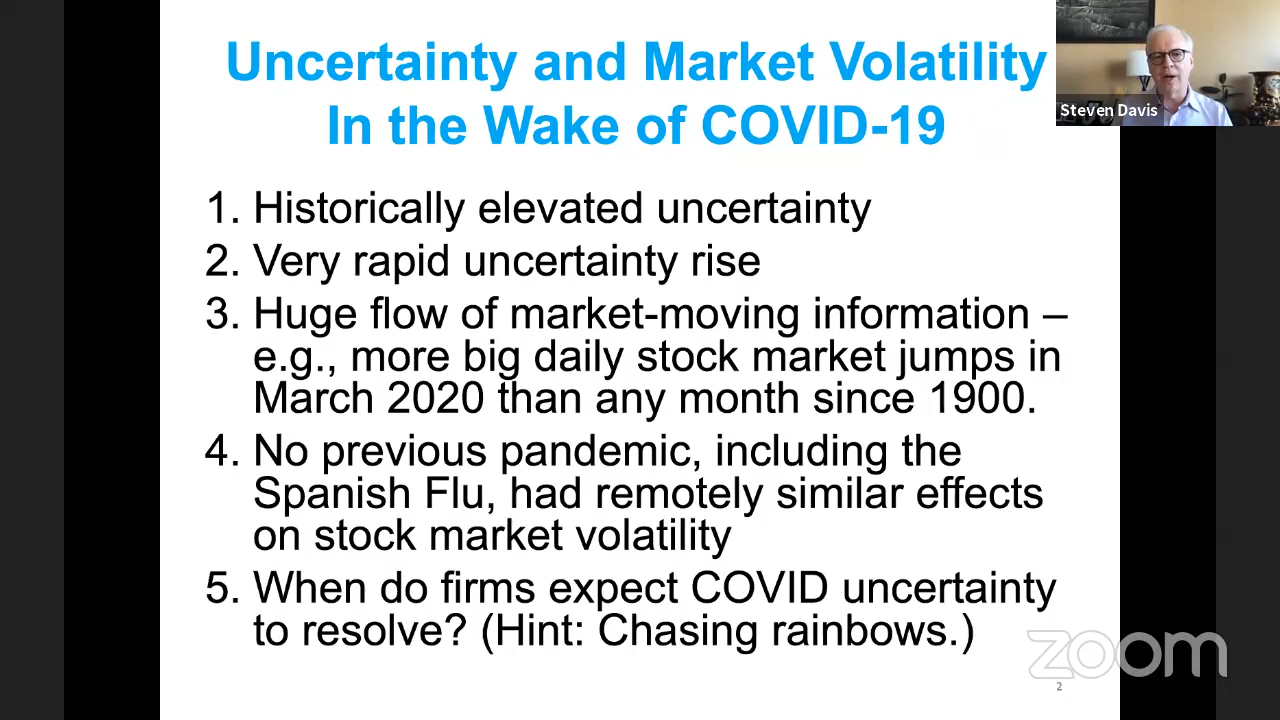 Uncertainty and Market Volatility
In the Wake of COVID-19
Steven Davis
1. Historically elevated uncertainty
2. Very rapid uncertainty rise
3. Huge flow of market-moving information –
e.g., more big daily stock market jumps in
March 2020 than any month since 1900.
4. No previous pandemic, including the
Spanish Flu, had remotely similar effects
on stock market volatility
5. When do firms expect COVID uncertainty
to resolve? (Hint: Chasing rainbows.)
zoom
2